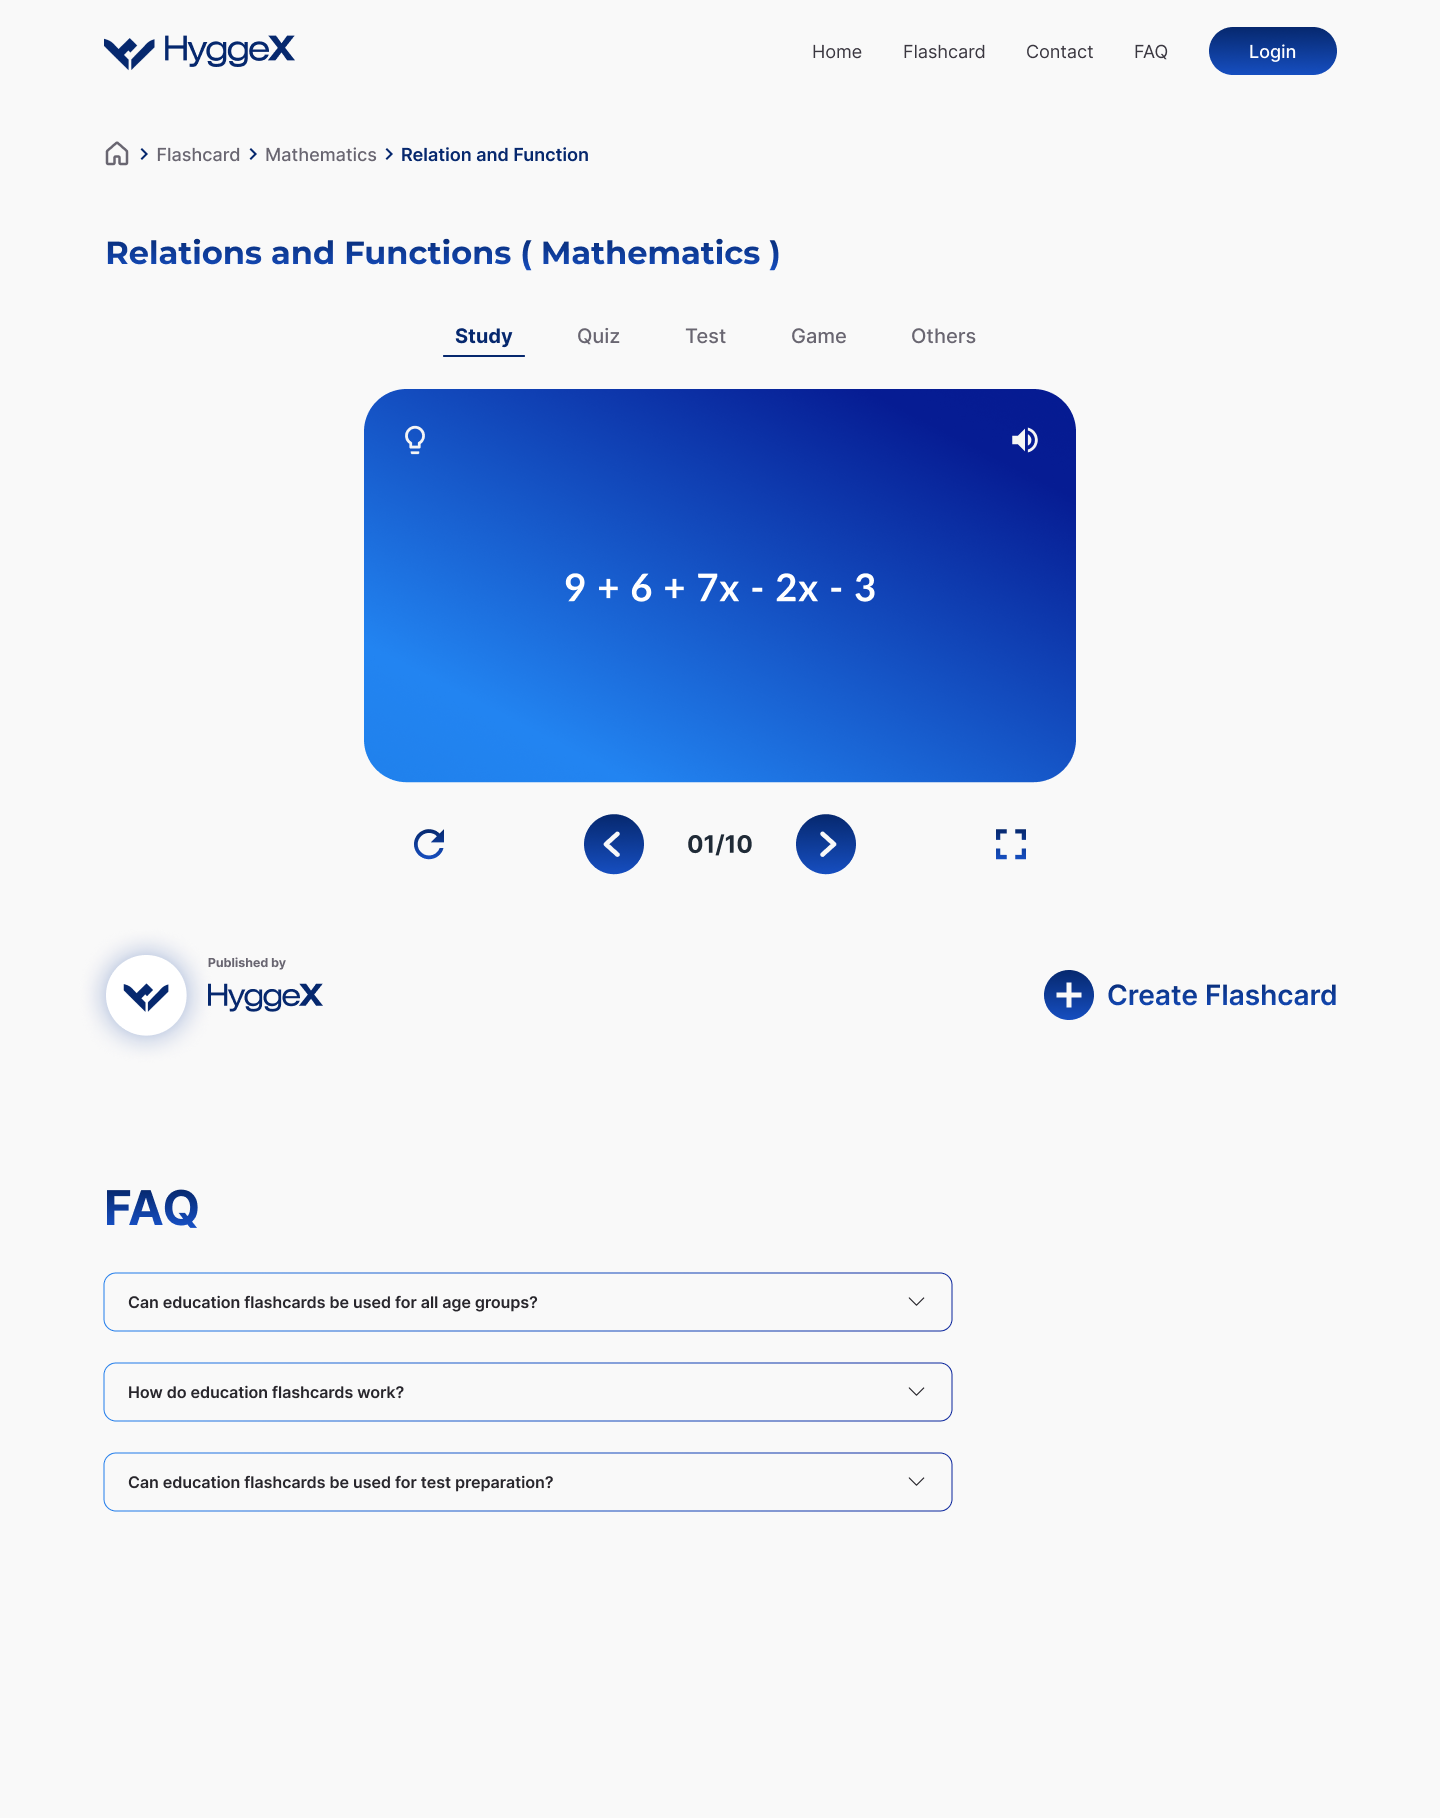 HyggeX
Home Flashcard Contact FAQ Login
Flashcard Mathematics Relation and Function
Relations and Functions ( Mathematics )
Study Quiz Test Game Others
9 + 6 + 7x - 2x - 3
01/10
Published by
HyggeX
Create Flashcard
FAQ
Can education flashcards be used for all age groups?
How do education flashcards work?
Can education flashcards be used for test preparation?